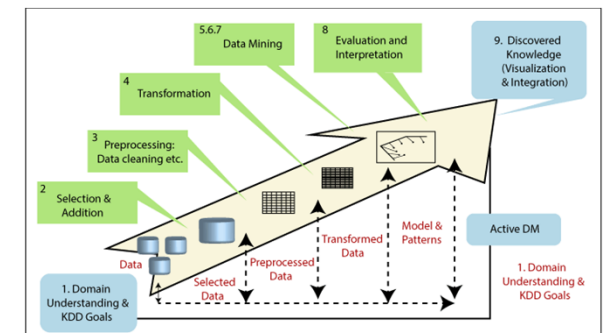 5.6.7
Data Mining
8
Evaluation and
Interpretation
9. Discovered
Knowledge
(Visualization
& Integration)
4
Transformation
3
Preprocessing:
Data cleaning etc.
2
Selection &
Addition
Data
Selected
Data
Preprocessed
Data
Transformed
Data
Model &
Patterns
Active DM
1. Domain
Understanding &
KDD Goals
1. Domain
Understanding &
KDD Goals